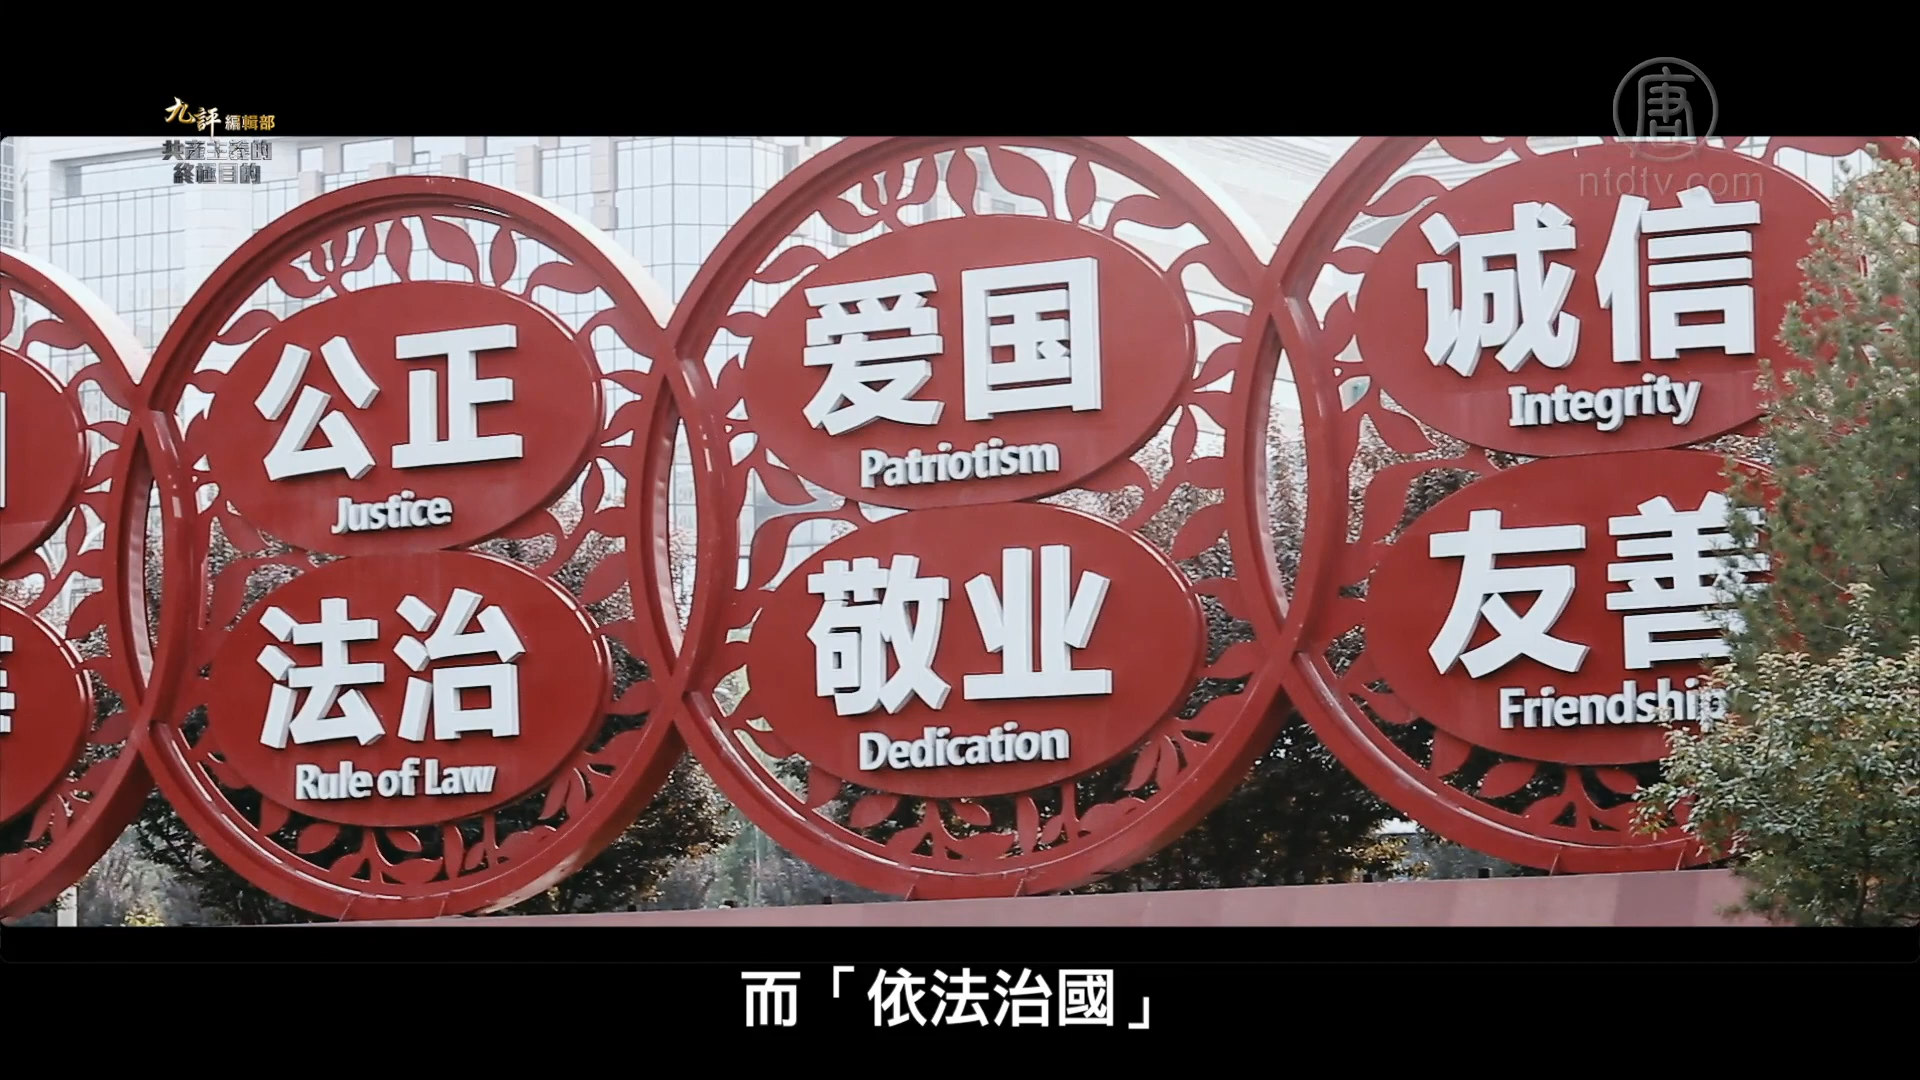 九評 編輯部
共產主義的
終極目的
唐
ntdtv.com
公正
Justice
法治
Rule of Law
爱国
Patriotism
敬业
Dedication
诚信
Integrity
友善
Friendship
而「依法治國」